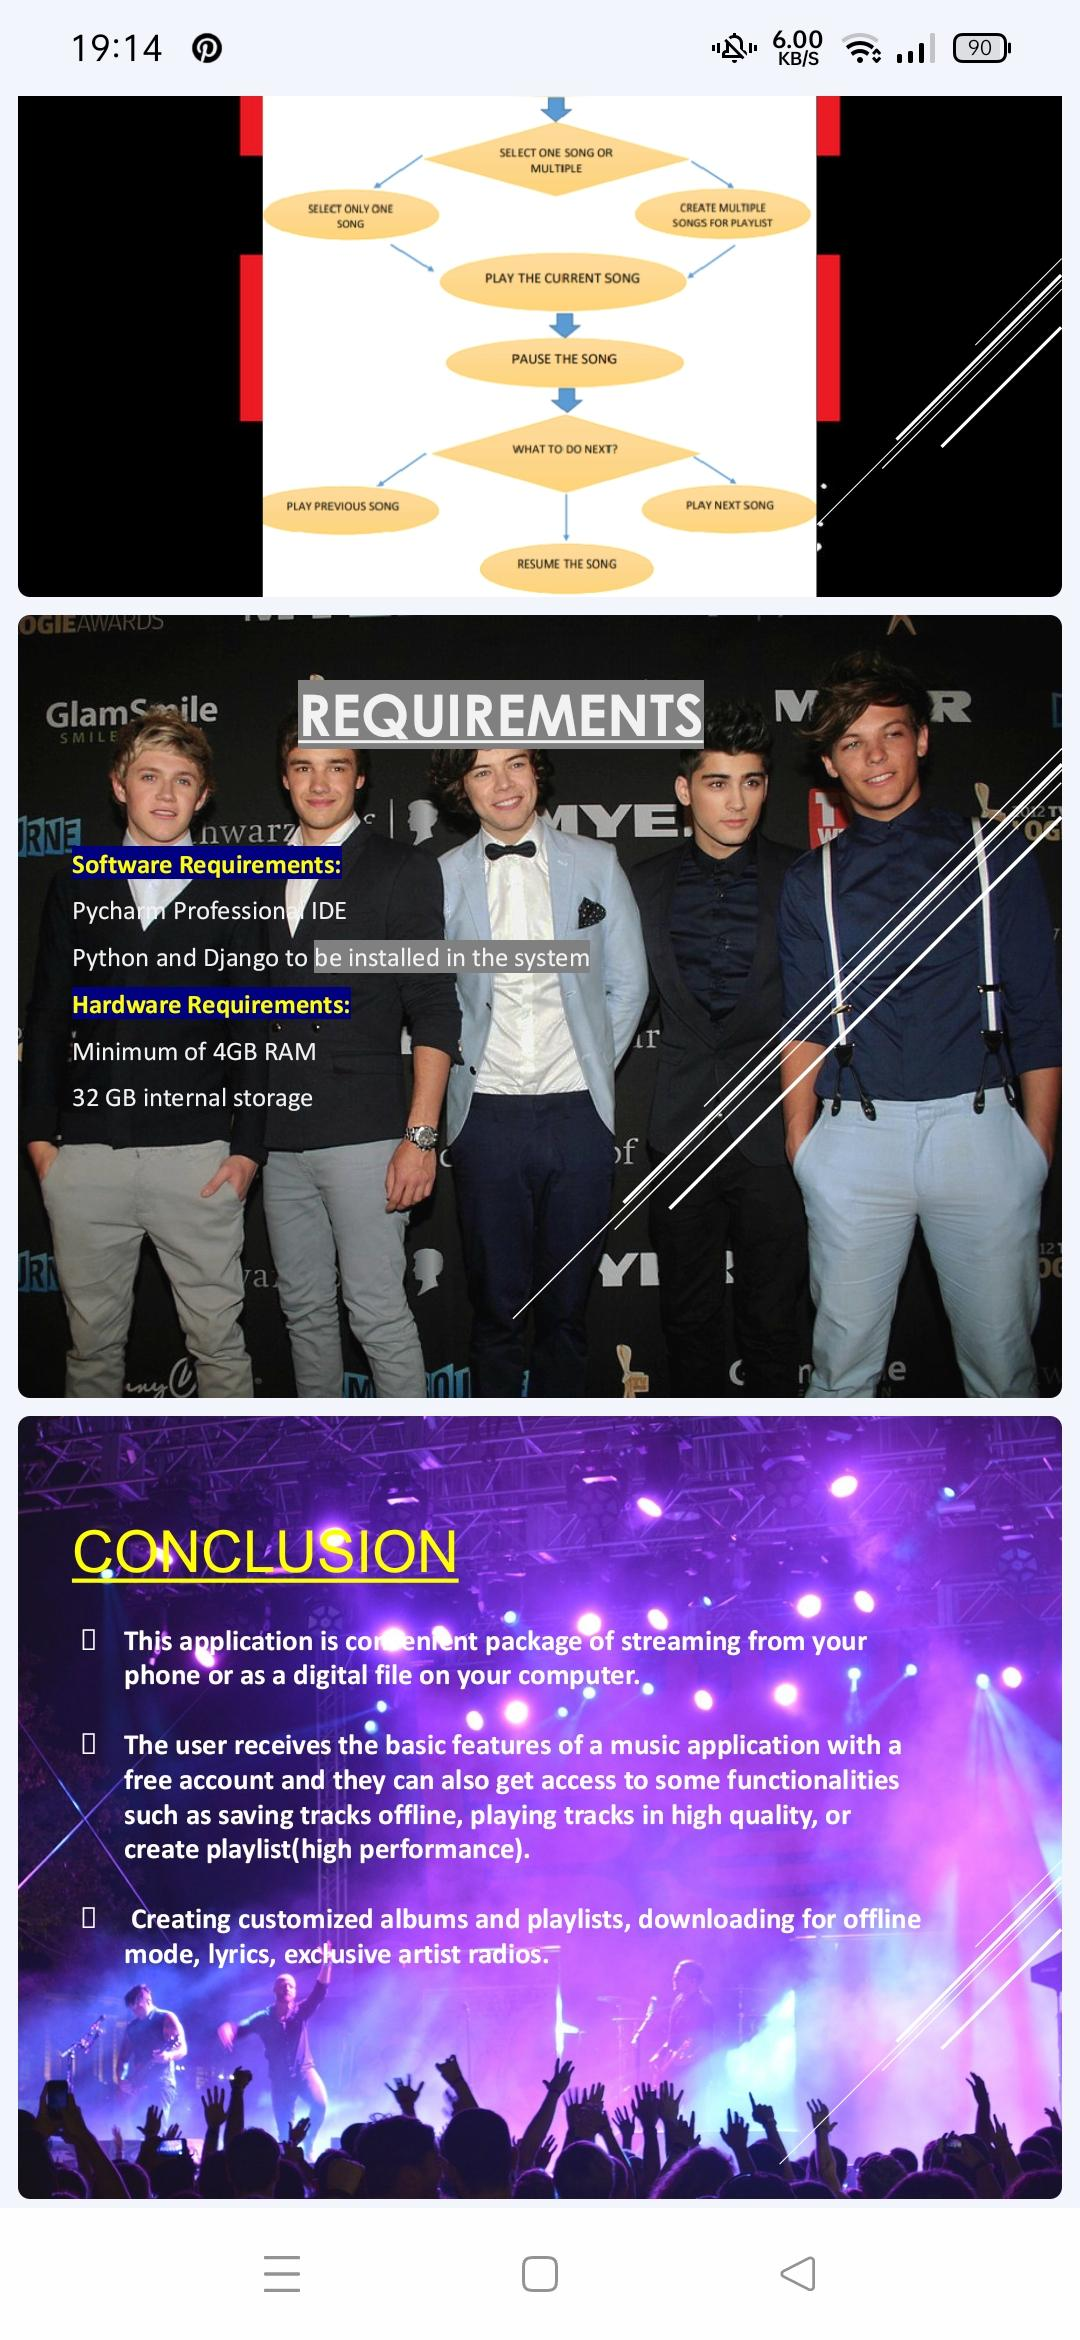 19:14
6.00
KB/S
90
SELECT ONE SONG OR
MULTIPLE
SELECT ONLY ONE
SONG
CREATE MULTIPLE
SONGS FOR PLAYLIST
PLAY THE CURRENT SONG
PAUSE THE SONG
WHAT TO DO NEXT?
PLAY PREVIOUS SONG
PLAY NEXT SONG
RESUME THE SONG
OGIEAWARDS
REQUIREMENTS
GlamSmile
SMILE
MYE
Software Requirements:
Pycharm Professional IDE
Python and Django to be installed in the system
Hardware Requirements:
Minimum of 4GB RAM
32 GB internal storage
of
CONCLUSION
This application is convenient package of streaming from your
phone or as a digital file on your computer.
The user receives the basic features of a music application with a
free account and they can also get access to some functionalities
such as saving tracks offline, playing tracks in high quality, or
create playlist(high performance).
Creating customized albums and playlists, downloading for offline
mode, lyrics, exclusive artist radios.